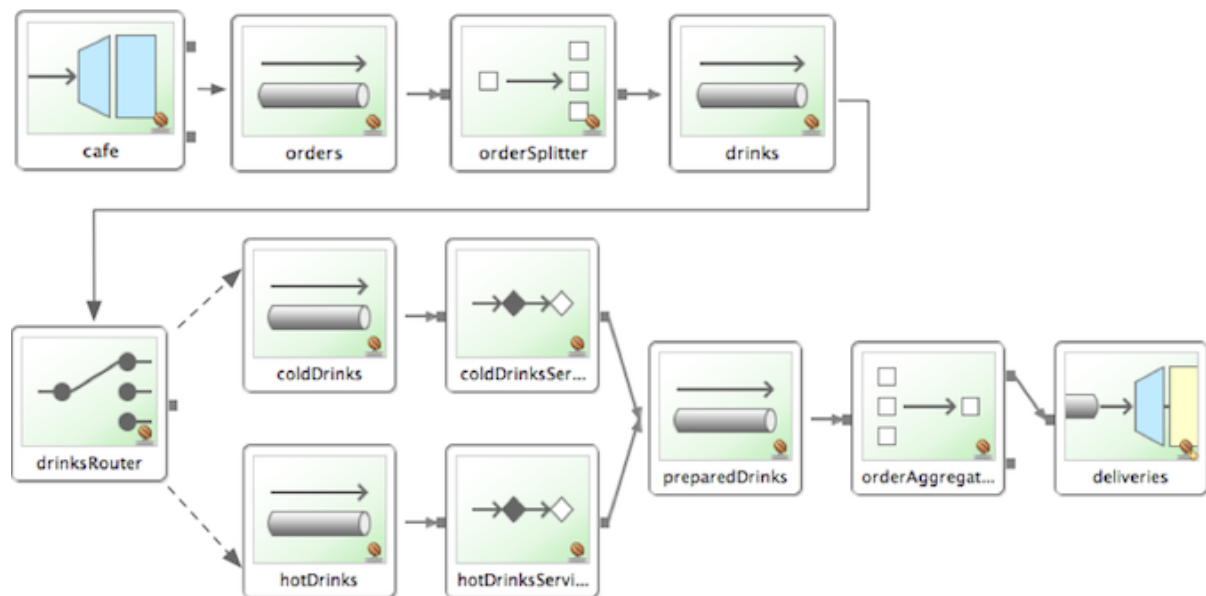 cafe
orders
orderSplitter
drinks
drinksRouter
coldDrinks
coldDrinksSer...
hotDrinks
hotDrinksServi...
preparedDrinks
orderAggregat...
deliveries